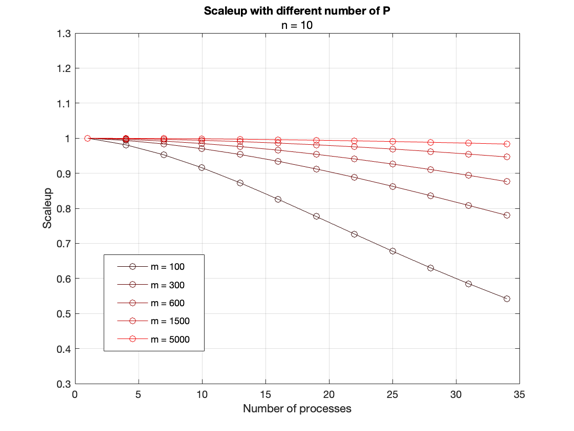 Scaleup with different number of P
n = 10
1.3
1.2
1.1
1
0.9
0.8
0.7
0.6
0.5
0.4
0.3
Scaleup
m = 100
m = 300
m = 600
m = 1500
m = 5000
0 5 10 15 20 25 30 35
Number of processes